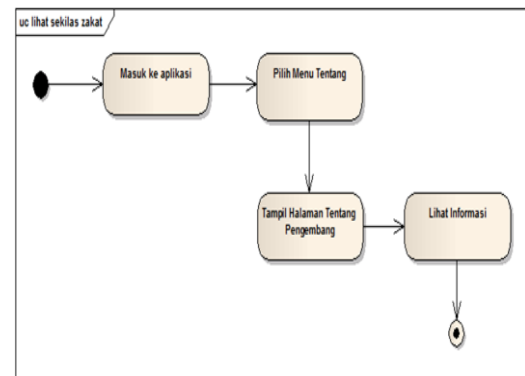 uc lihat sekilas zakat
Masuk ke aplikasi
Pilih Menu Tentang
Tampil Halaman Tentang
Pengembang
Lihat Informasi